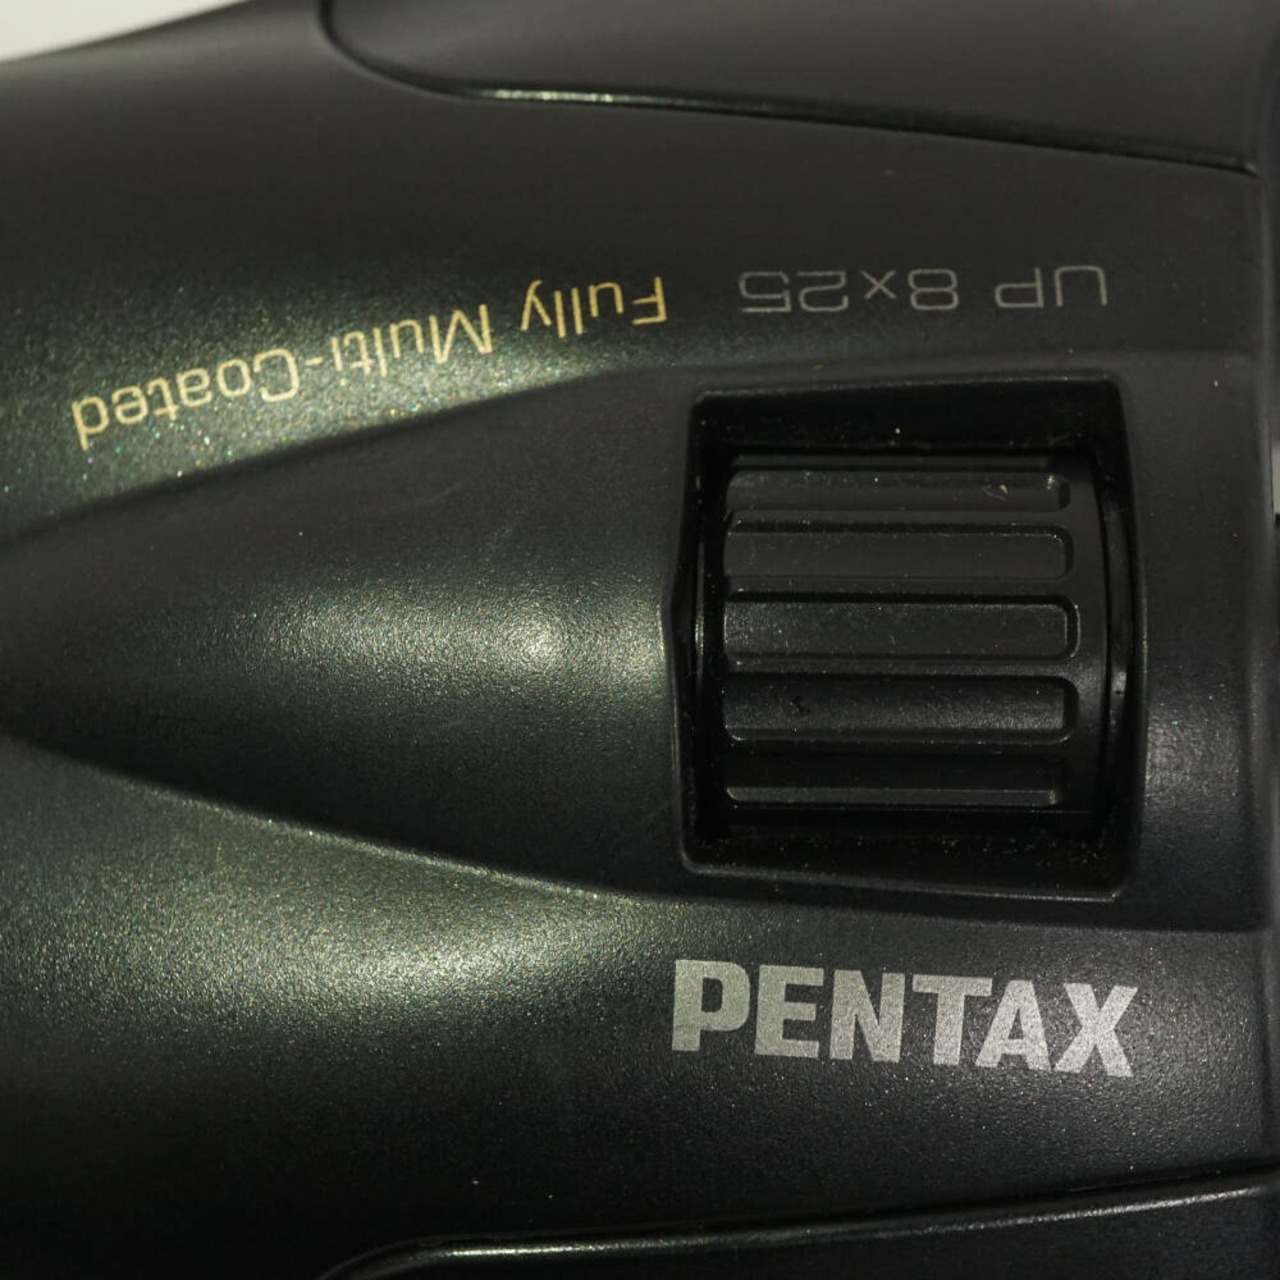 UP 8x25
Fully Multi-Coated
PENTAX